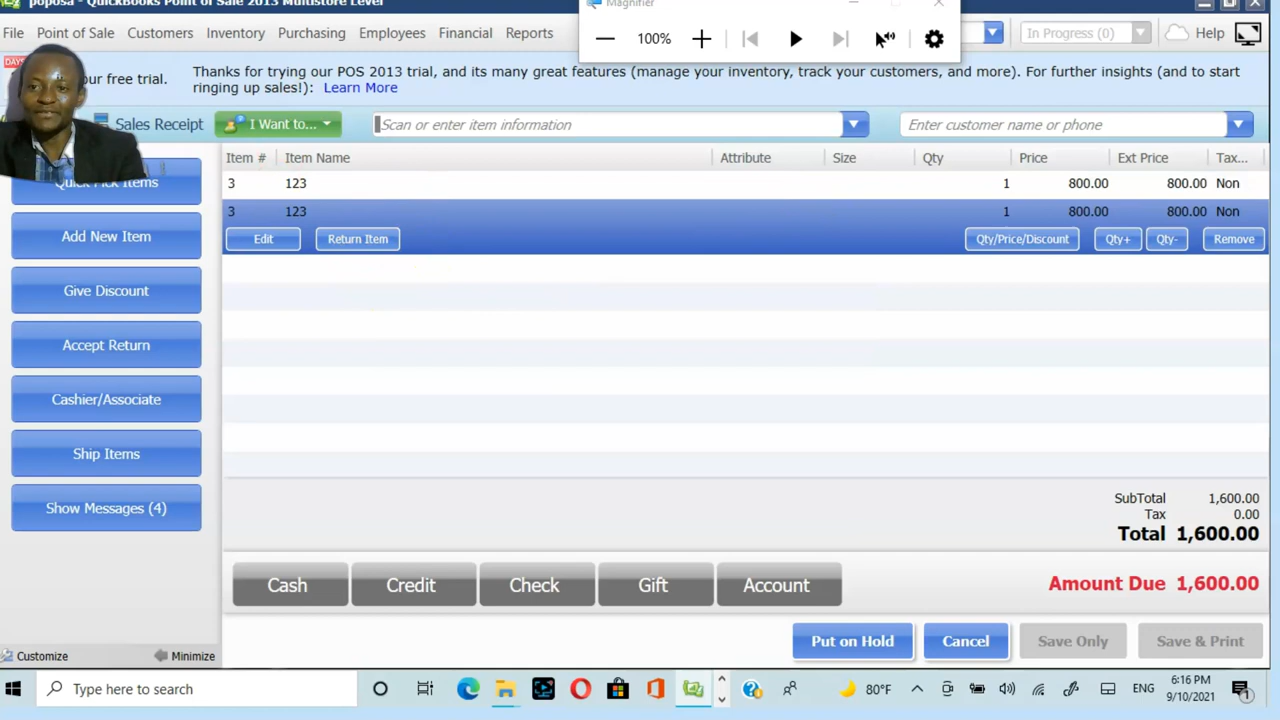 poposa - QuickBooks Point of Sale 2013 Multistore Level
Magnifier
File Point of Sale Customers Inventory Purchasing Employees Financial Reports
100%
In Progress (0) Help
DAYS
ur free trial.
Thanks for trying our POS 2013 trial, and its many great features (manage your inventory, track your customers, and more). For further insights (and to start
ringing up sales!): Learn More
Sales Receipt I Want to... Scan or enter item information Enter customer name or phone
Item # Item Name Attribute Size Qty Price Ext Price Tax...
3 123 1 800.00 800.00 Non
3 123 1 800.00 800.00 Non
Edit Return Item Qty/Price/Discount Qty+ Qty- Remove
Quick Pick Items
Add New Item
Give Discount
Accept Return
Cashier/Associate
Ship Items
Show Messages (4)
SubTotal 1,600.00
Tax 0.00
Total 1,600.00
Cash Credit Check Gift Account Amount Due 1,600.00
Put on Hold Cancel Save Only Save & Print
Customize Minimize
Type here to search
80°F ENG
6:16 PM
9/10/2021
1